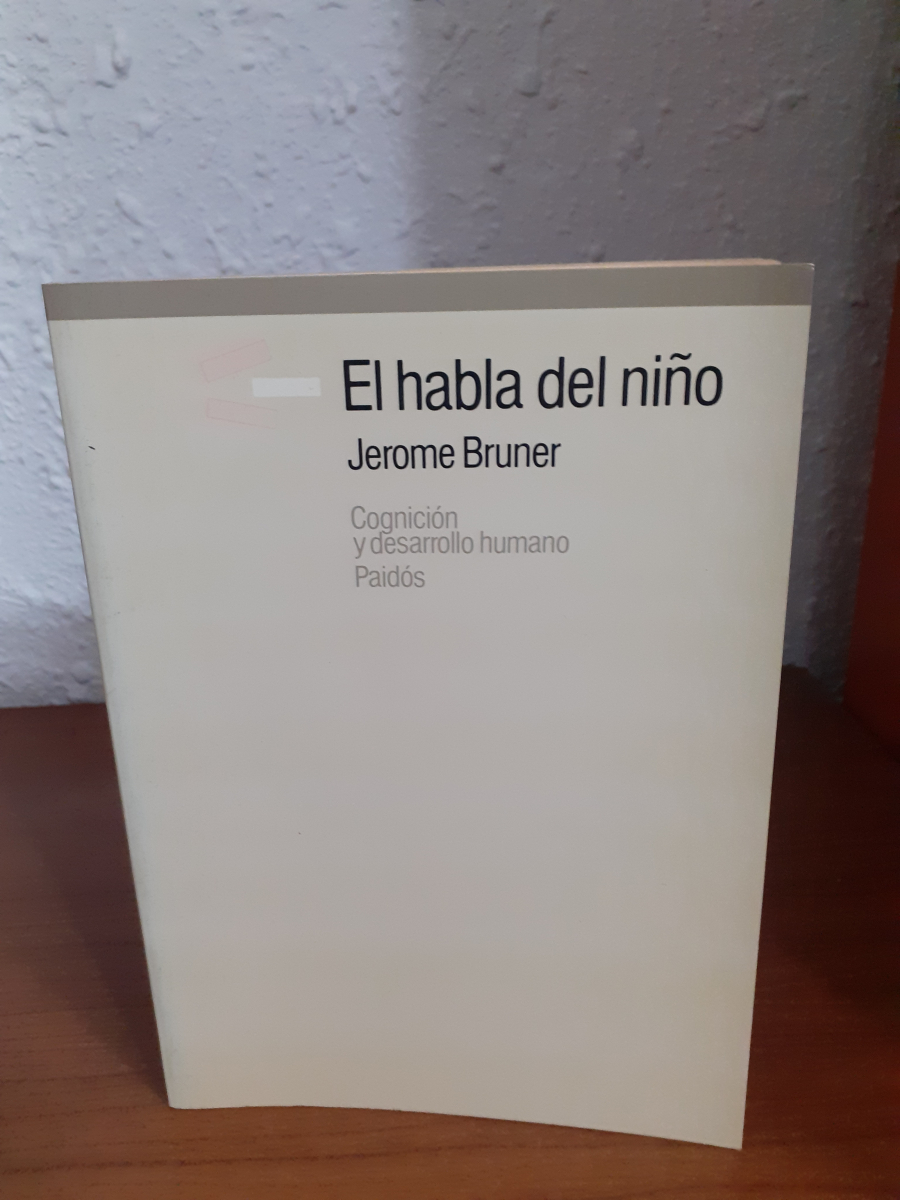 El habla del niño
Jerome Bruner
Cognición
y desarrollo humano
Paidós